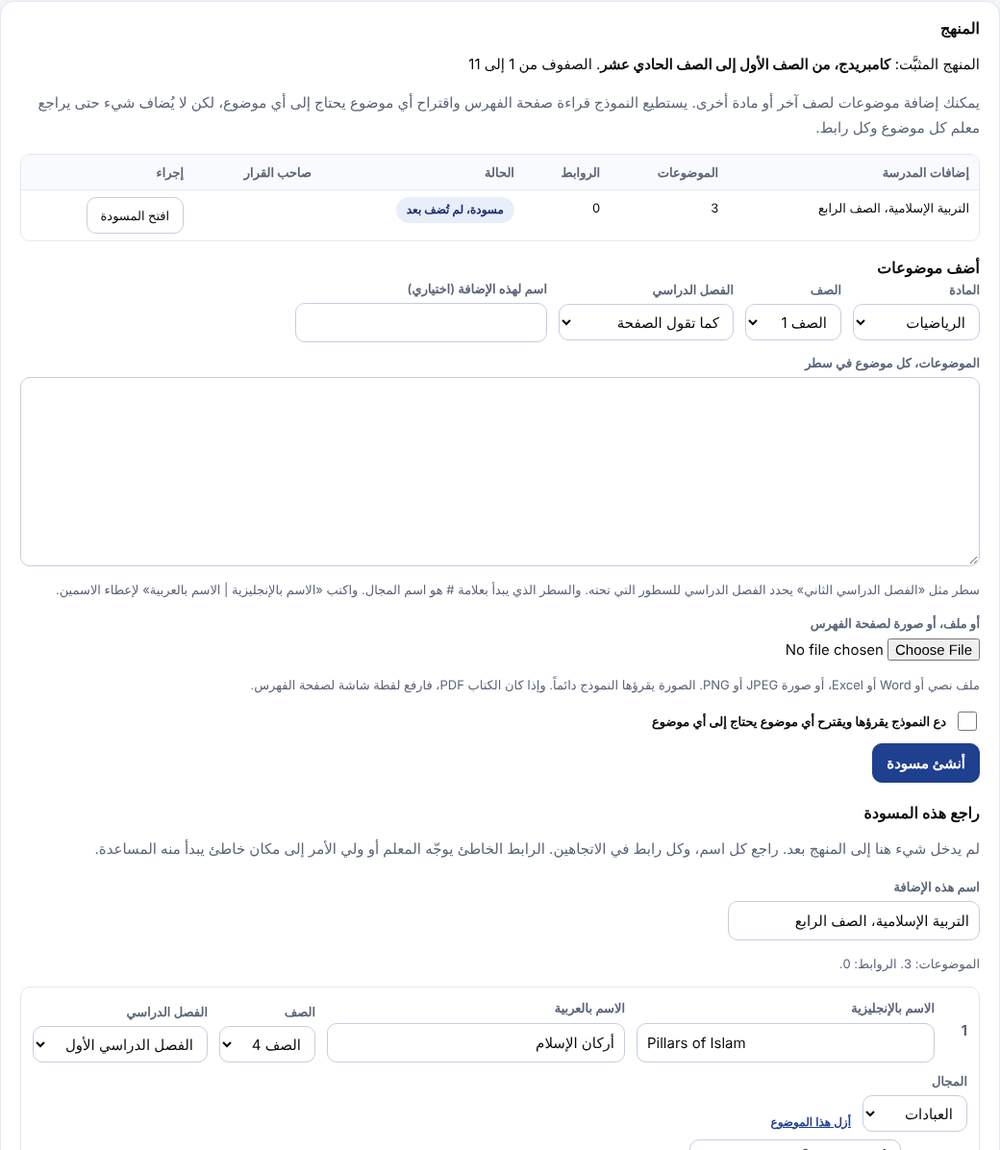 المنهج
المنهج المثبَّت: كامبريدج، من الصف الأول إلى الصف الحادي عشر. الصفوف من 1 إلى 11
يمكنك إضافة موضوعات لصف آخر أو مادة أخرى. يستطيع النموذج قراءة صفحة الفهرس واقتراح أي موضوع يحتاج إلى أي موضوع، لكن لا يُضاف شيء حتى يراجع
معلم كل موضوع وكل رابط.
إضافات المدرسة الموضوعات الروابط الحالة صاحب القرار إجراء
التربية الإسلامية، الصف الرابع 3 0 مسودة، لم تُضف بعد افتح المسودة
أضف موضوعات
المادة الصف الفصل الدراسي اسم لهذه الإضافة (اختياري)
الرياضيات الصف 1 كما تقول الصفحة
الموضوعات، كل موضوع في سطر
سطر مثل «الفصل الدراسي الثاني» يحدد الفصل الدراسي للسطور التي تحته. والسطر الذي يبدأ بعلامة # هو اسم المجال. واكتب «الاسم بالإنجليزية | الاسم بالعربية» لإعطاء الاسمين.
أو ملف، أو صورة لصفحة الفهرس
Choose File No file chosen
ملف نصي أو Word أو Excel، أو صورة JPEG أو PNG. الصورة يقرؤها النموذج دائماً. وإذا كان الكتاب PDF، فارفع لقطة شاشة لصفحة الفهرس.
دع النموذج يقرؤها ويقترح أي موضوع يحتاج إلى أي موضوع
أنشئ مسودة
راجع هذه المسودة
لم يدخل شيء هنا إلى المنهج بعد. راجع كل اسم، وكل رابط في الاتجاهين. الرابط الخاطئ يوجّه المعلم أو ولي الأمر إلى مكان خاطئ يبدأ منه المساعدة.
اسم هذه الإضافة
التربية الإسلامية، الصف الرابع
الموضوعات: 3. الروابط: 0.
الاسم بالإنجليزية الاسم بالعربية الصف الفصل الدراسي
1 Pillars of Islam أركان الإسلام الصف 4 الفصل الدراسي الأول
المجال
العبادات أزل هذا الموضوع